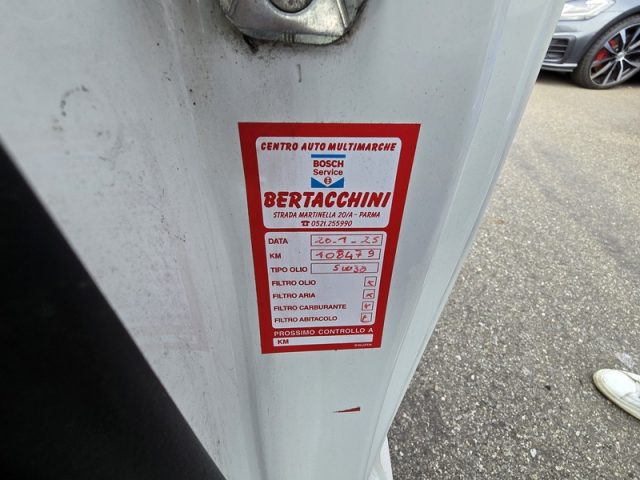 CENTRO AUTO MULTIMARCHE
BOSCH
Service
BERTACCHINI
STRADA MARTINELLA 20/A - PARMA
☎ 0521.255990
DATA 20-1-25
KM 108479
TIPO OLIO 5W30
FILTRO OLIO
FILTRO ARIA
FILTRO CARBURANTE
FILTRO ABITACOLO
PROSSIMO CONTROLLO A
KM